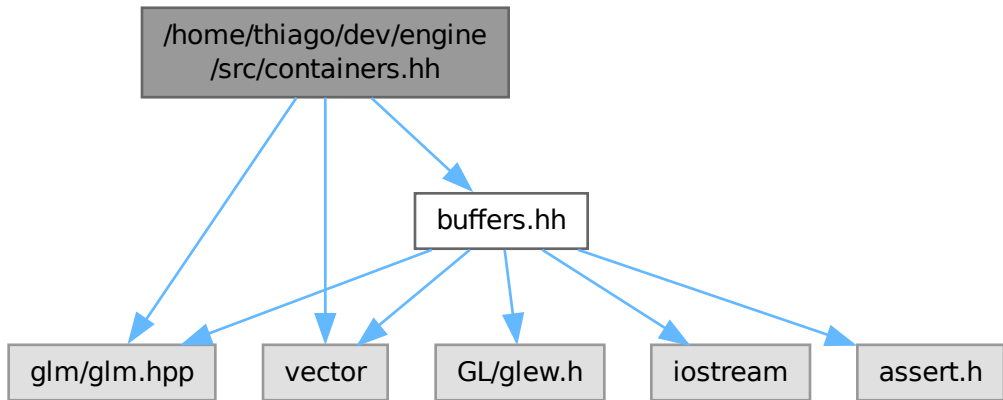 /home/thiago/dev/engine
/src/containers.hh
buffers.hh
glm/glm.hpp
vector
GL/glew.h
iostream
assert.h